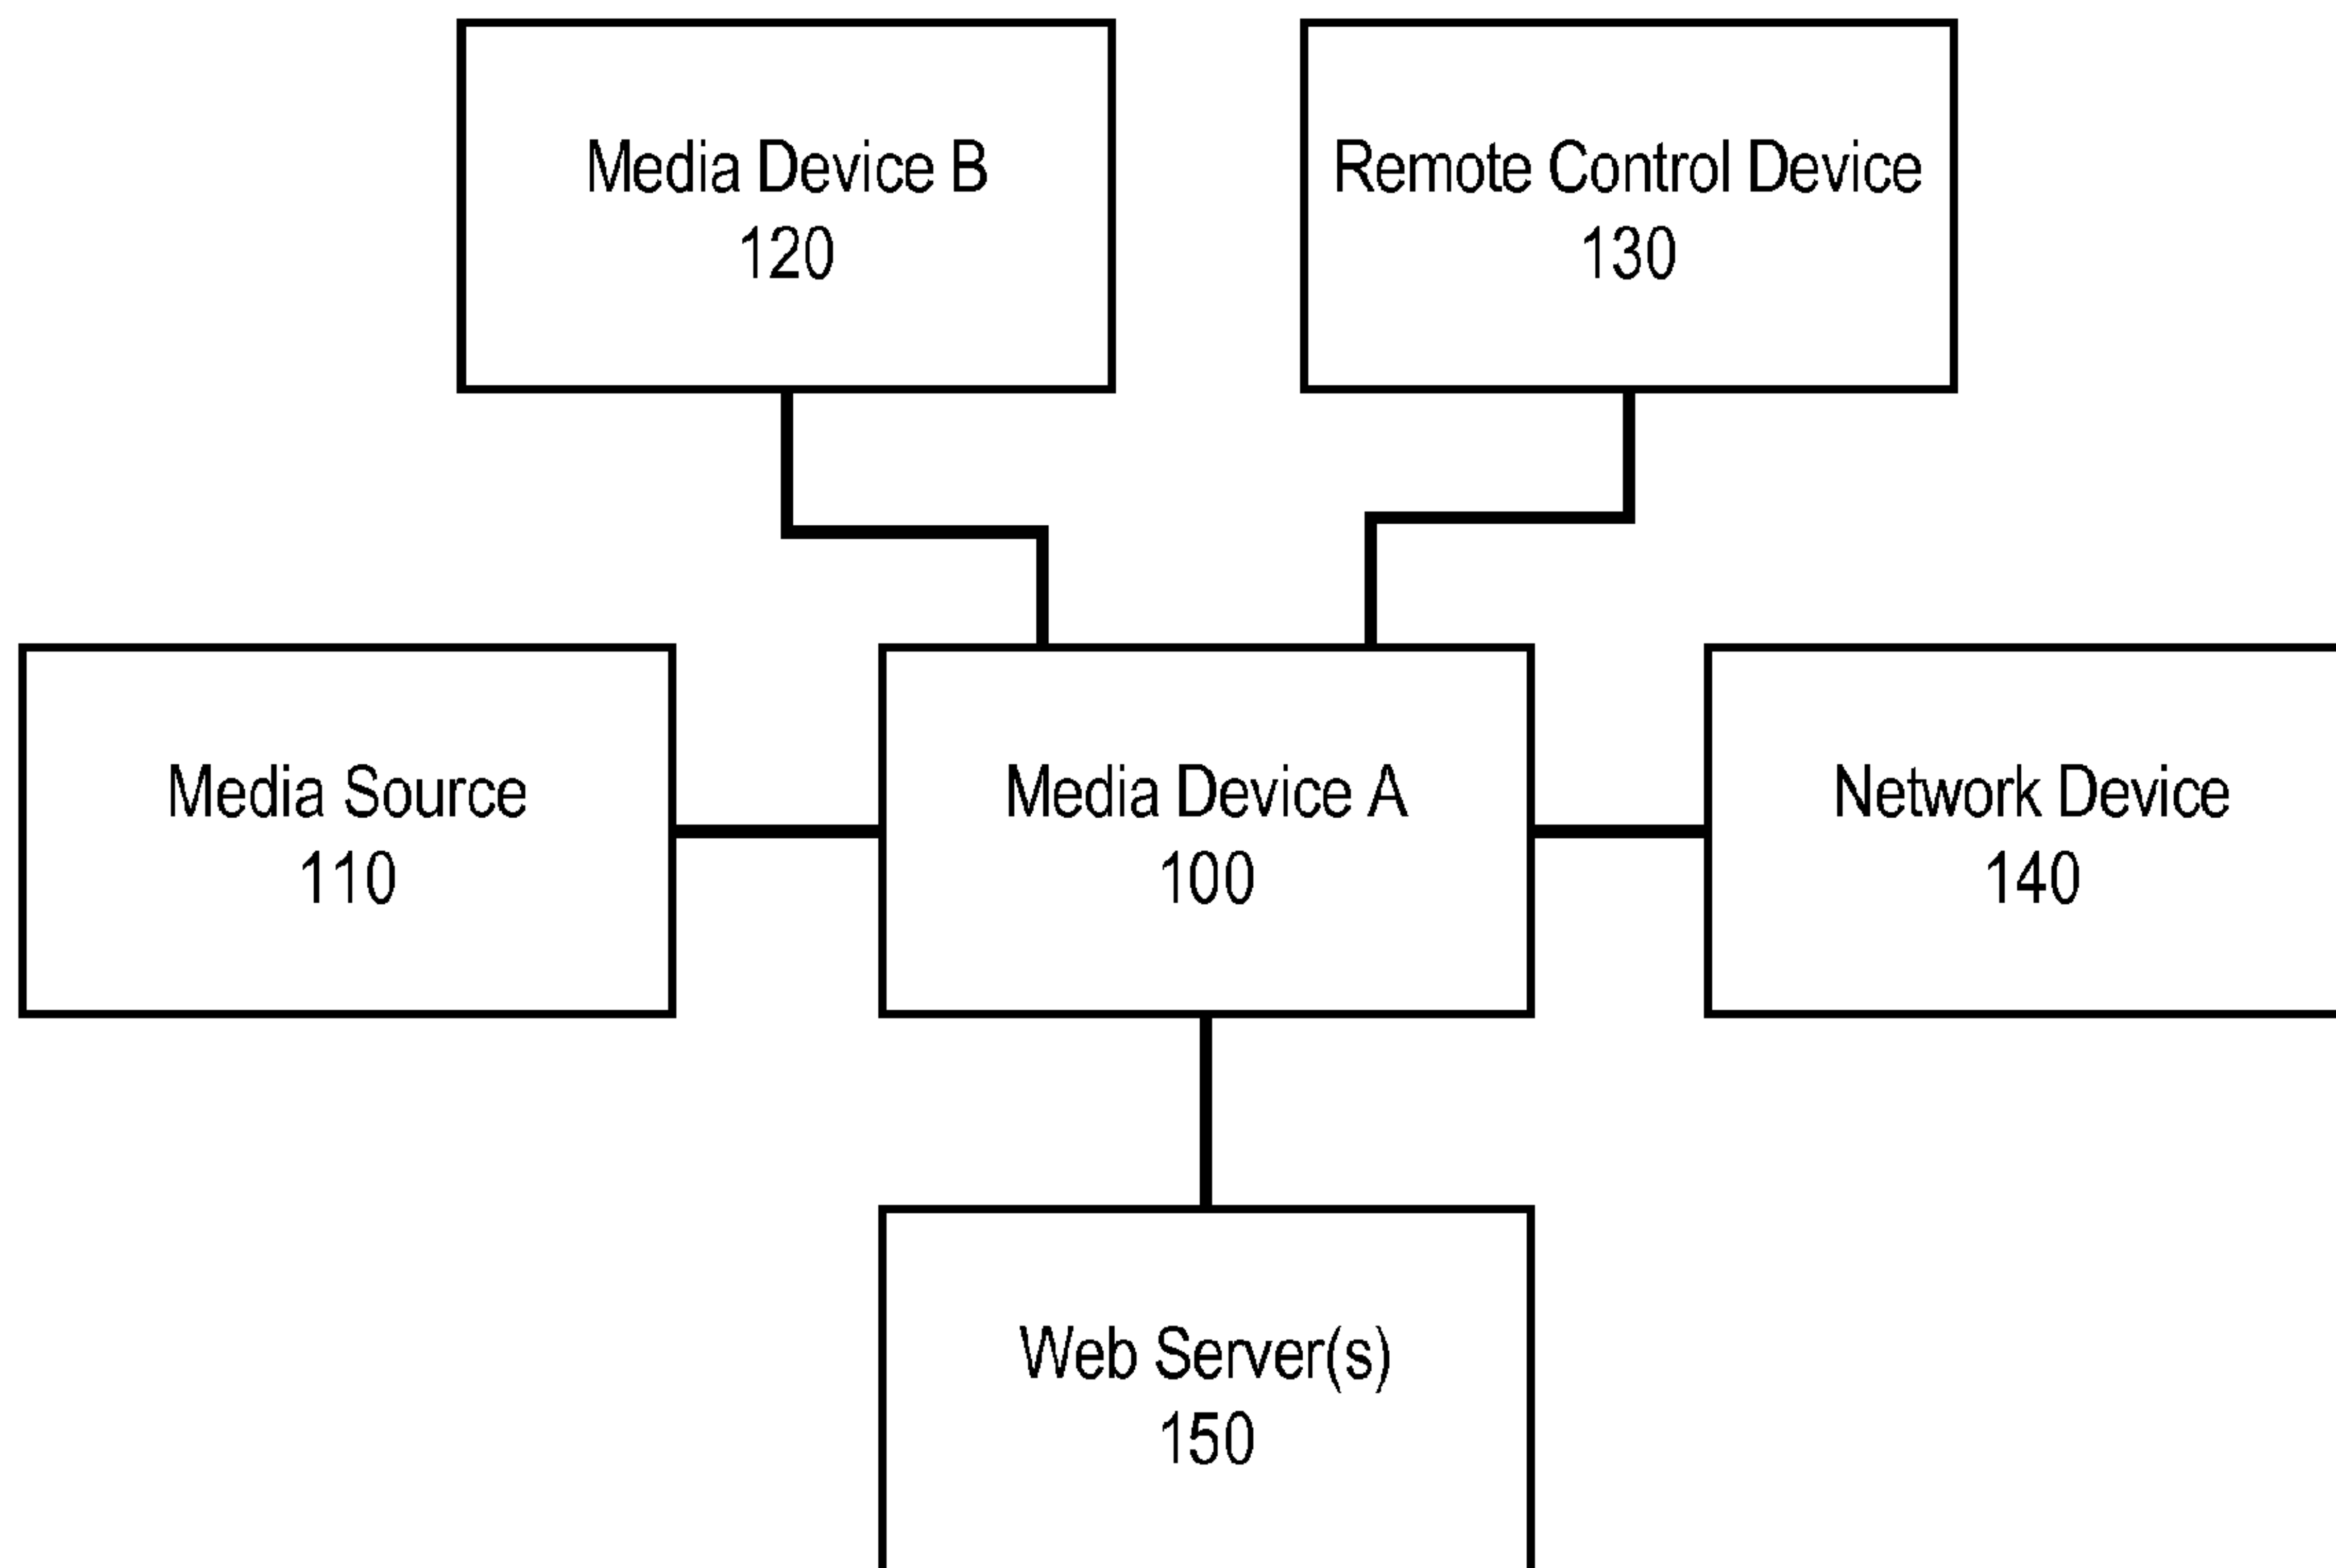 Media Device B
120
Remote Control Device
130
Media Source
110
Media Device A
100
Network Device
140
Web Server(s)
150